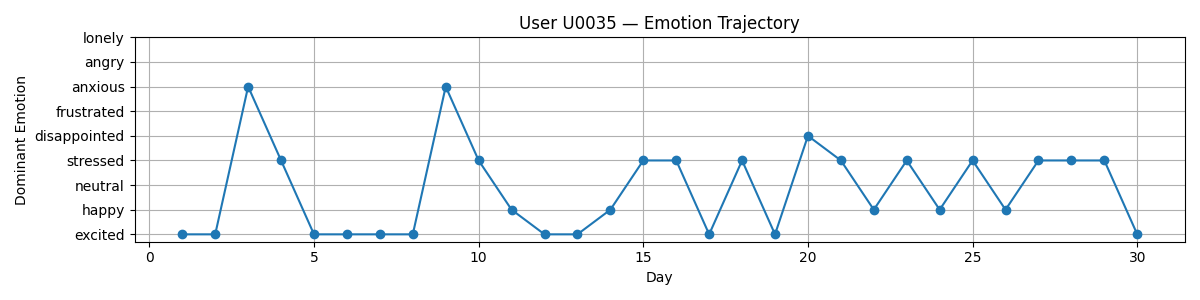 User U0035 — Emotion Trajectory
lonely
angry
anxious
frustrated
disappointed
stressed
neutral
happy
excited
Dominant Emotion
0 5 10 15 20 25 30
Day